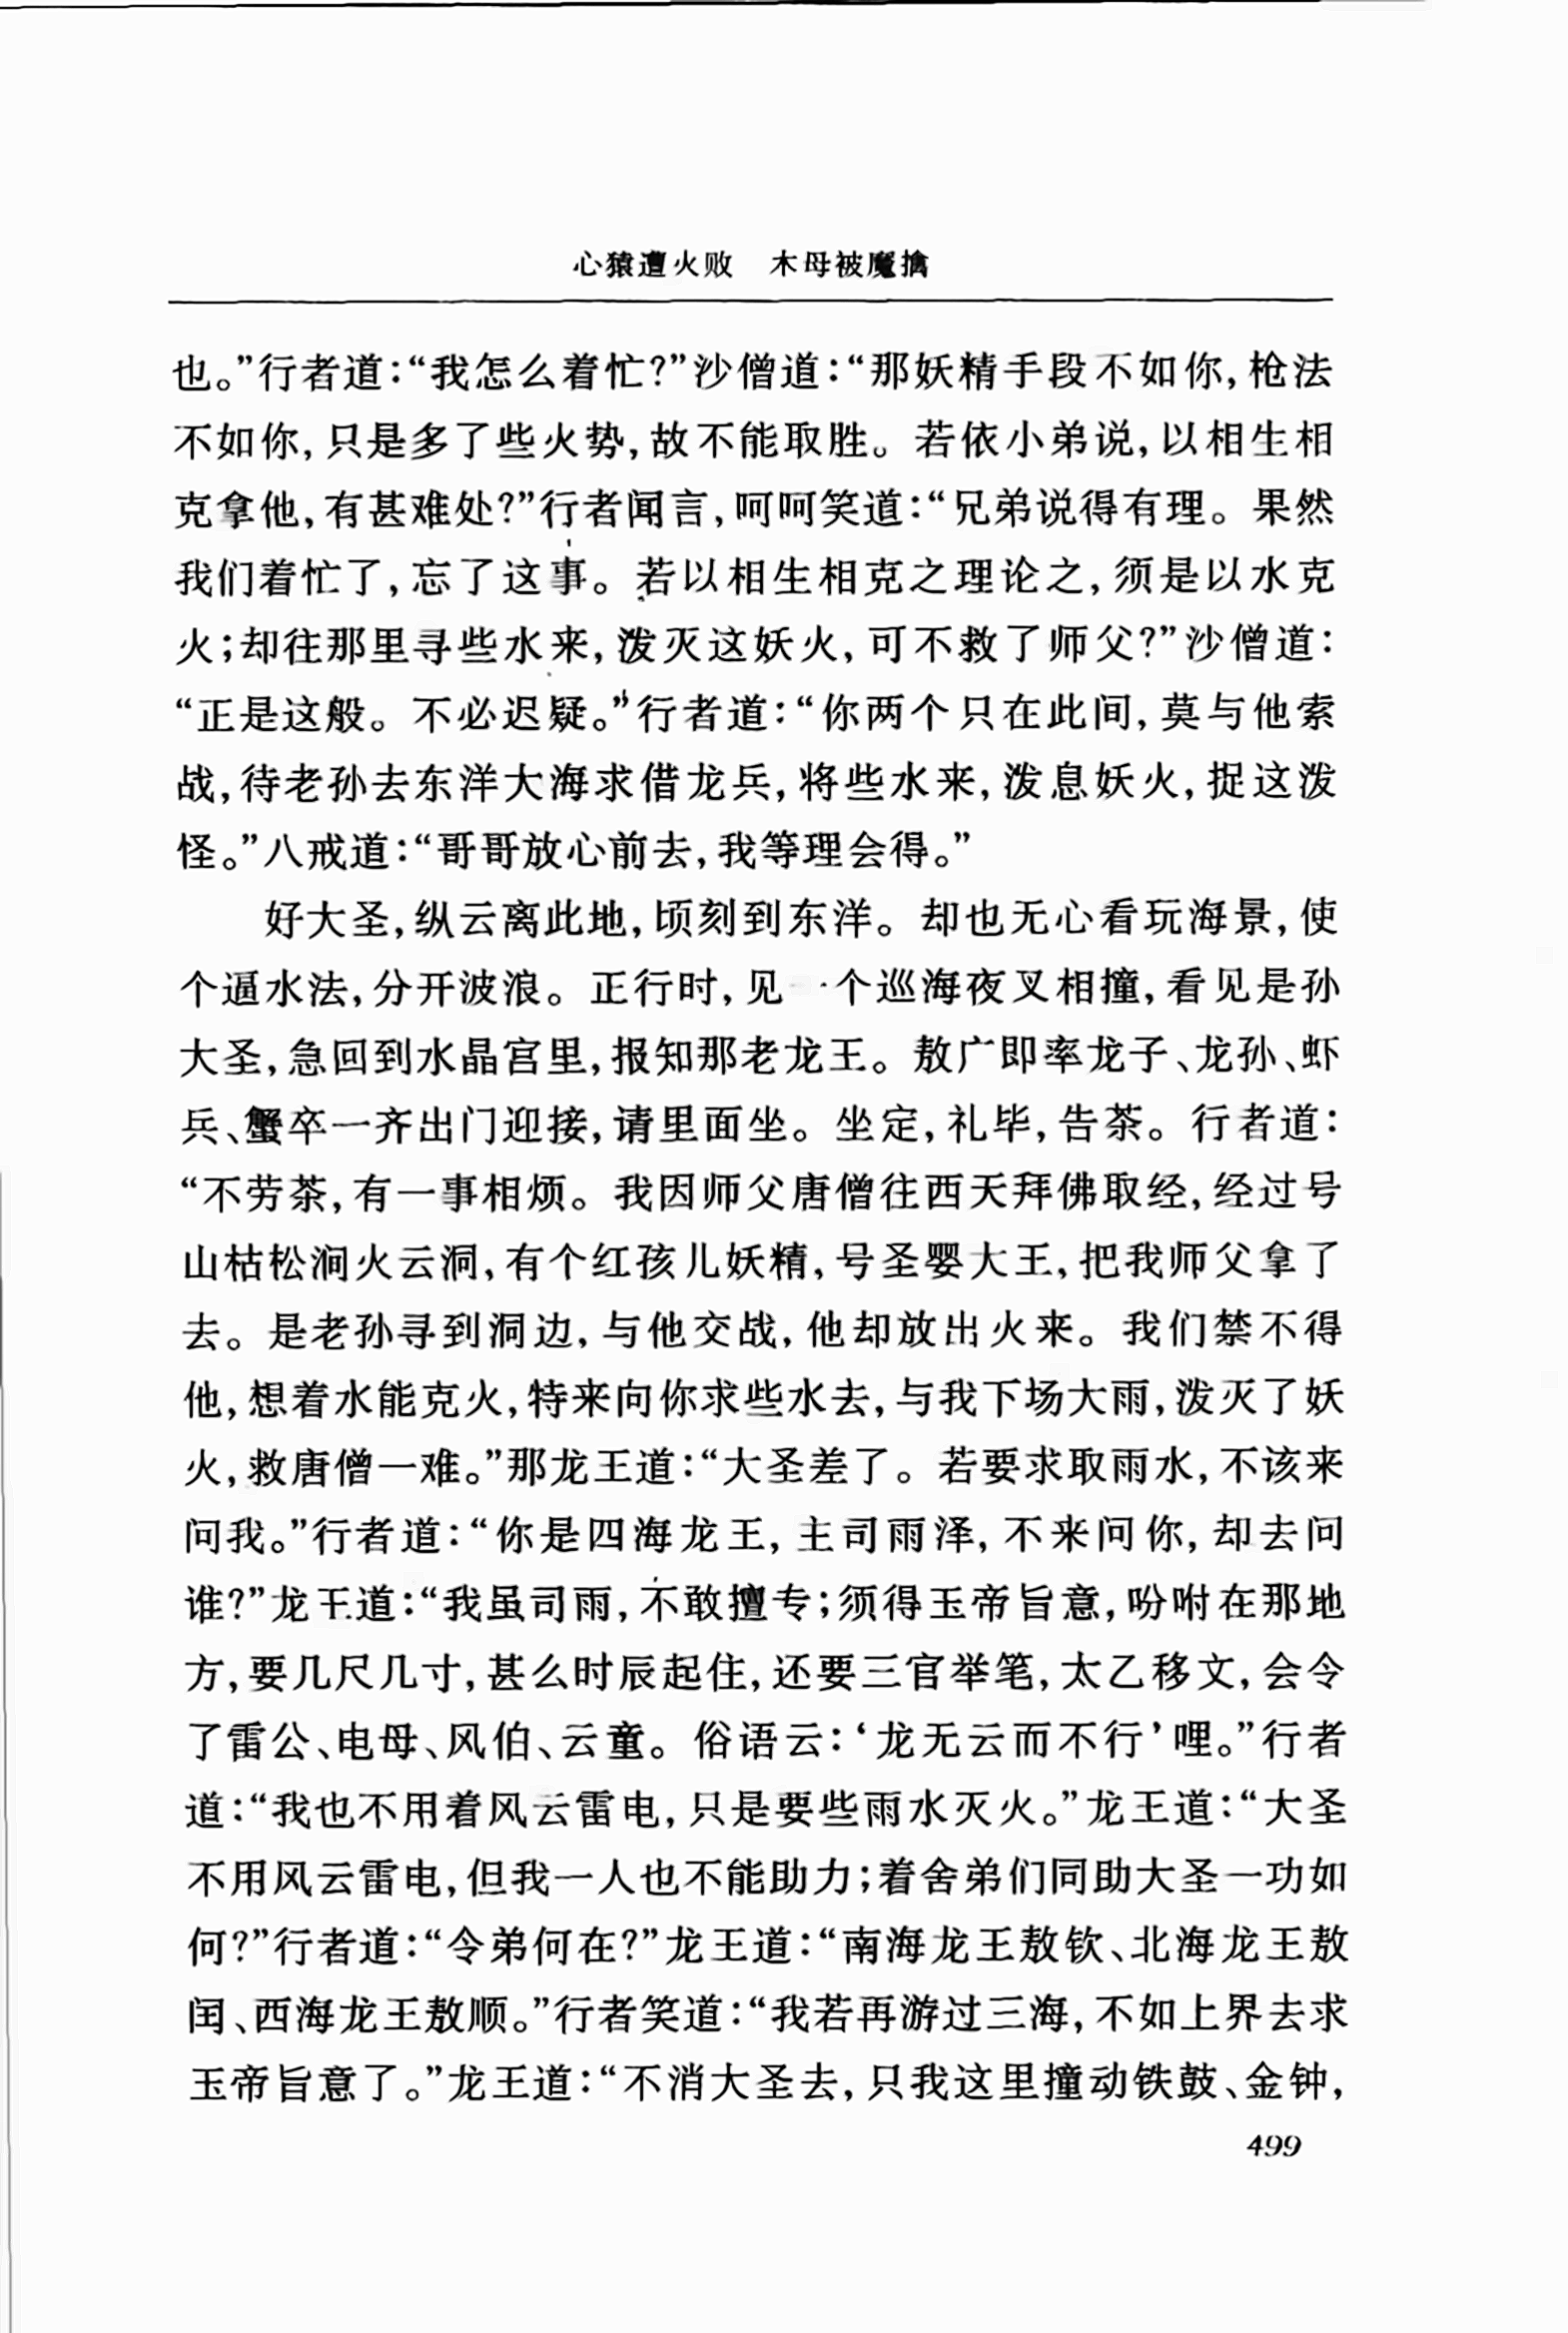 心猿遭火败　木母被魔擒
也。”行者道：“我怎么着忙？”沙僧道：“那妖精手段不如你，枪法
不如你，只是多了些火势，故不能取胜。若依小弟说，以相生相
克拿他，有甚难处？”行者闻言，呵呵笑道：“兄弟说得有理。果然
我们着忙了，忘了这事。若以相生相克之理论之，须是以水克
火；却往那里寻些水来，泼灭这妖火，可不救了师父？”沙僧道：
“正是这般。不必迟疑。”行者道：“你两个只在此间，莫与他索
战，待老孙去东洋大海求借龙兵，将些水来，泼息妖火，捉这泼
怪。”八戒道：“哥哥放心前去，我等理会得。”
好大圣，纵云离此地，顷刻到东洋。却也无心看玩海景，使
个逼水法，分开波浪。正行时，见一个巡海夜叉相撞，看见是孙
大圣，急回到水晶宫里，报知那老龙王。敖广即率龙子、龙孙、虾
兵、蟹卒一齐出门迎接，请里面坐。坐定，礼毕，告茶。行者道：
“不劳茶，有一事相烦。我因师父唐僧往西天拜佛取经，经过号
山枯松涧火云洞，有个红孩儿妖精，号圣婴大王，把我师父拿了
去。是老孙寻到洞边，与他交战，他却放出火来。我们禁不得
他，想着水能克火，特来向你求些水去，与我下场大雨，泼灭了妖
火，救唐僧一难。”那龙王道：“大圣差了。若要求取雨水，不该来
问我。”行者道：“你是四海龙王，主司雨泽，不来问你，却去问
谁？”龙王道：“我虽司雨，不敢擅专；须得玉帝旨意，吩咐在那地
方，要几尺几寸，甚么时辰起住，还要三官举笔，太乙移文，会令
了雷公、电母、风伯、云童。俗语云：‘龙无云而不行’哩。”行者
道：“我也不用着风云雷电，只是要些雨水灭火。”龙王道：“大圣
不用风云雷电，但我一人也不能助力；着舍弟们同助大圣一功如
何？”行者道：“令弟何在？”龙王道：“南海龙王敖钦、北海龙王敖
闰、西海龙王敖顺。”行者笑道：“我若再游过三海，不如上界去求
玉帝旨意了。”龙王道：“不消大圣去，只我这里撞动铁鼓、金钟，
499